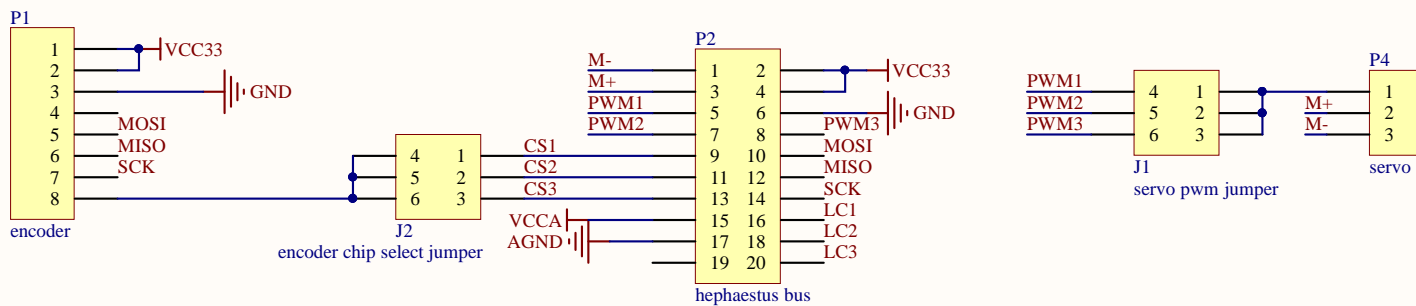 P1
1
2
3
4
5
6
7
8
VCC33
GND
MOSI
MISO
SCK
encoder
4 1
5 2
6 3
J2
encoder chip select jumper
CS1
CS2
CS3
P2
M-
M+
PWM1
PWM2
VCCA
AGND
1 2
3 4
5 6
7 8
9 10
11 12
13 14
15 16
17 18
19 20
hephaestus bus
VCC33
GND
PWM3
MOSI
MISO
SCK
LC1
LC2
LC3
PWM1
PWM2
PWM3
4 1
5 2
6 3
J1
servo pwm jumper
P4
M+
M-
1
2
3
servo